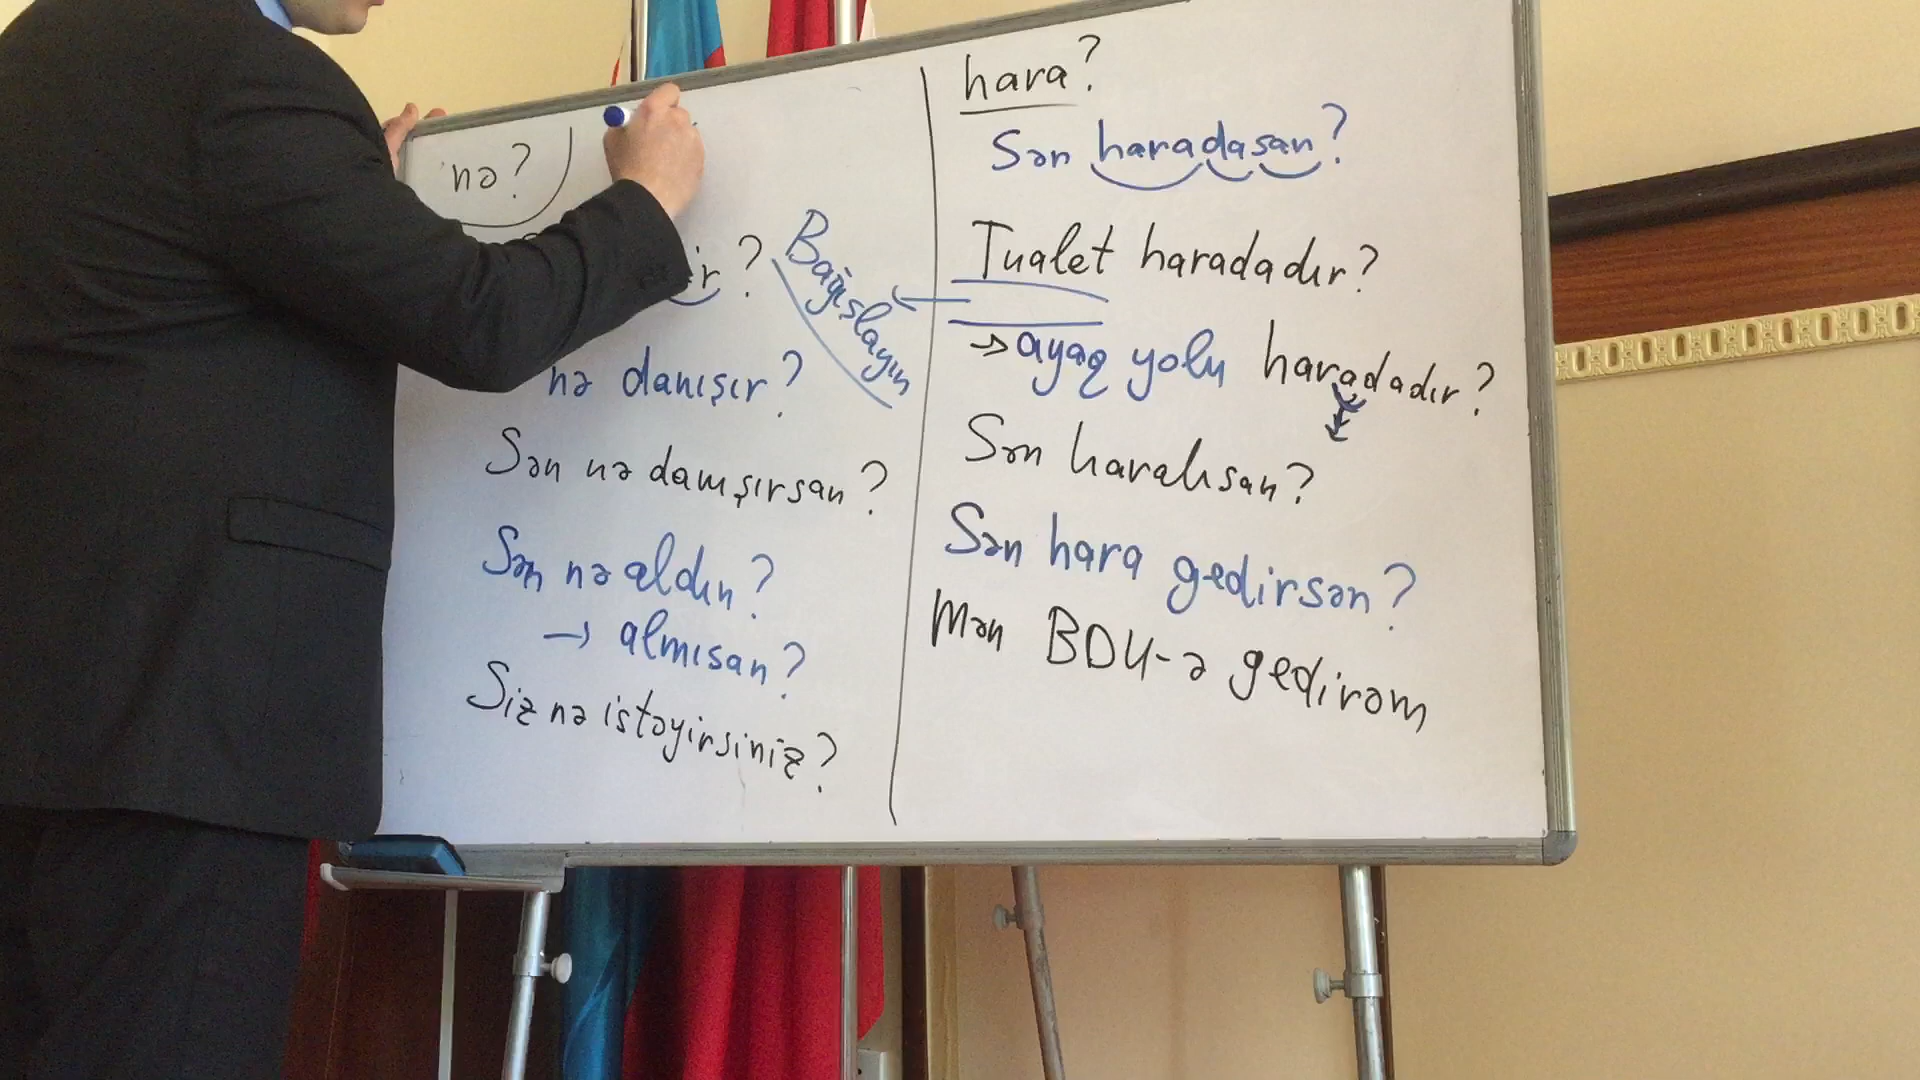 nə?
nə danışır?
Sən nə danışırsan?
Sən nə aldın?
→ almısan?
Siz nə istəyirsiniz?
Bağışlayın
hara?
Sən haradasan?
Tualet haradadır?
→ ayaq yolu haradadır?
Sən haralısan?
Sən hara gedirsən?
Mən BDU-ə gedirəm